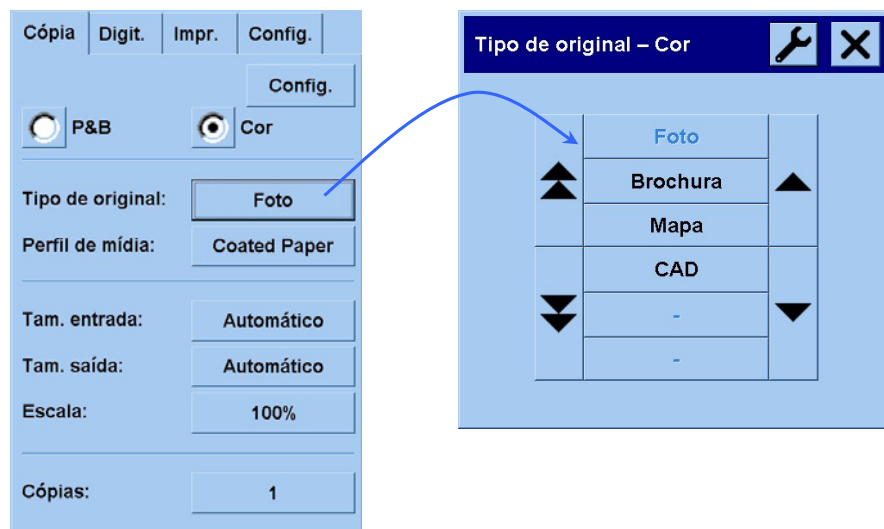 Cópia Digit. Impr. Config.
Config.
P&B Cor
Tipo de original: Foto
Perfil de mídia: Coated Paper
Tam. entrada: Automático
Tam. saída: Automático
Escala: 100%
Cópias: 1
Tipo de original – Cor
Foto
Brochura
Mapa
CAD
-
-